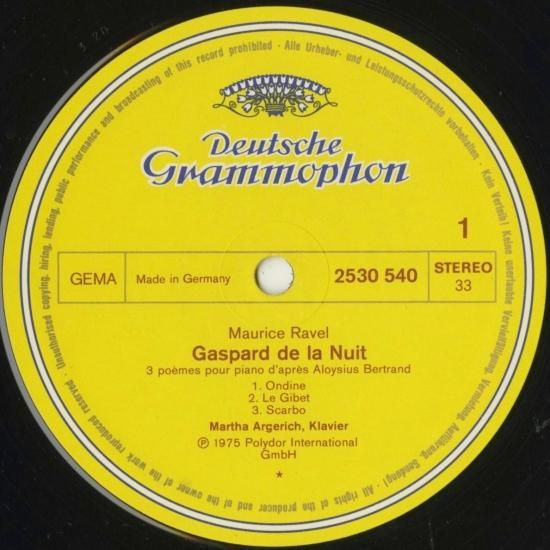 Unauthorised copying, hiring, lending, public performance and broadcasting of this record prohibited · Alle Urheber- und Leistungsschutzrechte vorbehalten · Kein Verleih! Keine unerlaubte Vervielfältigung, Vermietung, Aufführung, Sendung! · All rights of the producer and of the owner of the work reproduced reserved ·
Deutsche
Grammophon
1
GEMA
Made in Germany
2530 540
STEREO
33
Maurice Ravel
Gaspard de la Nuit
3 poèmes pour piano d'après Aloysius Bertrand
1. Ondine
2. Le Gibet
3. Scarbo
Martha Argerich, Klavier
Ⓟ 1975 Polydor International
GmbH
*